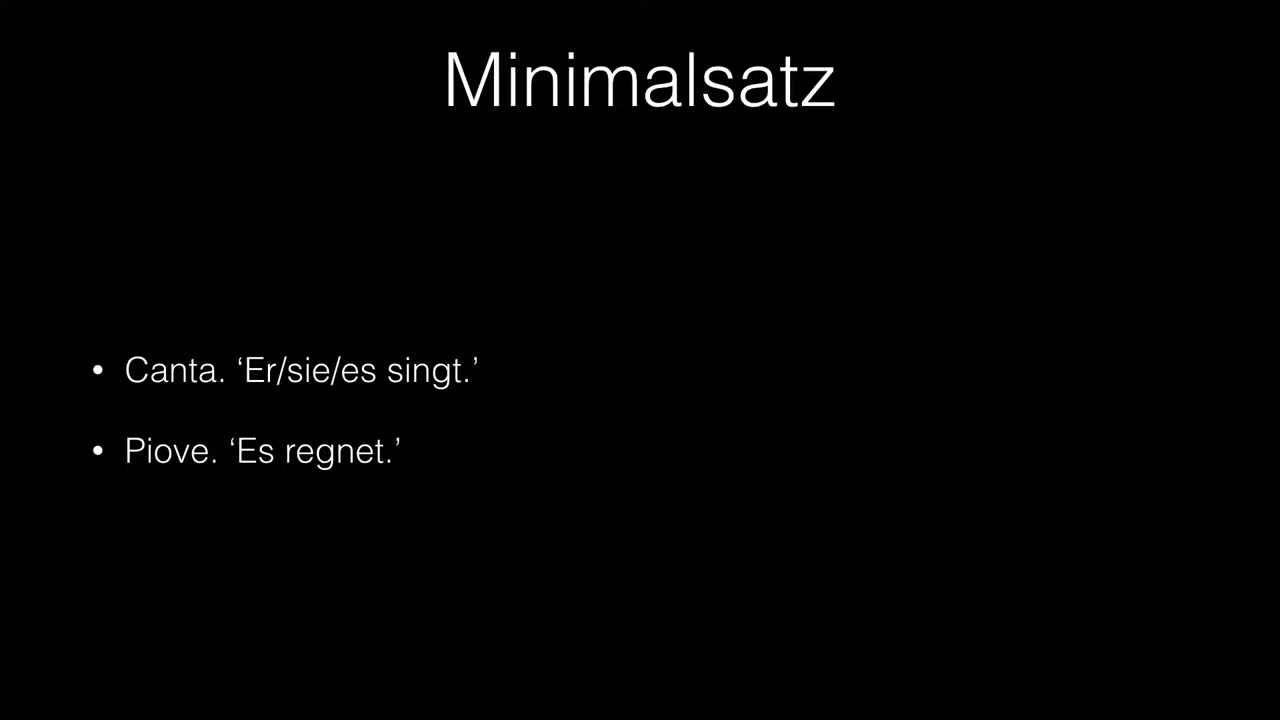 Minimalsatz
• Canta. ‘Er/sie/es singt.’
• Piove. ‘Es regnet.’